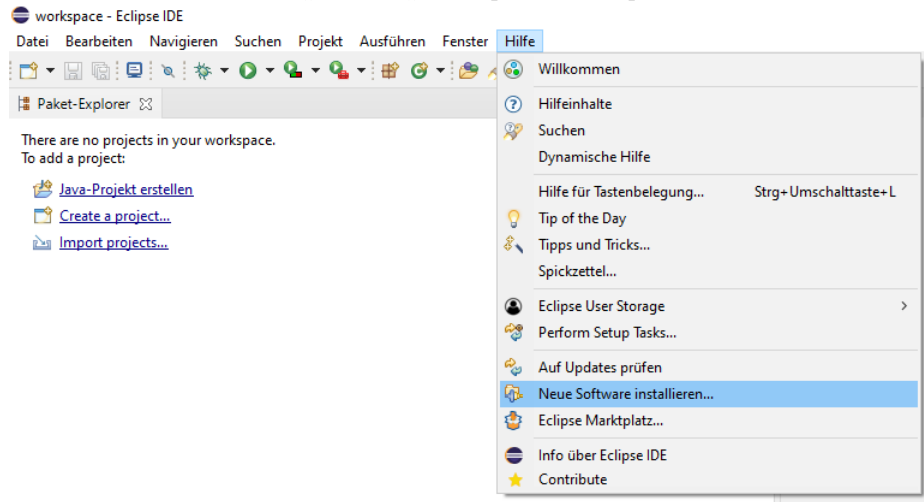 workspace - Eclipse IDE
Datei Bearbeiten Navigieren Suchen Projekt Ausführen Fenster Hilfe
Paket-Explorer
There are no projects in your workspace.
To add a project:
Java-Projekt erstellen
Create a project...
Import projects...
Willkommen
Hilfeinhalte
Suchen
Dynamische Hilfe
Hilfe für Tastenbelegung... Strg+Umschalttaste+L
Tip of the Day
Tipps und Tricks...
Spickzettel...
Eclipse User Storage
Perform Setup Tasks...
Auf Updates prüfen
Neue Software installieren...
Eclipse Marktplatz...
Info über Eclipse IDE
Contribute